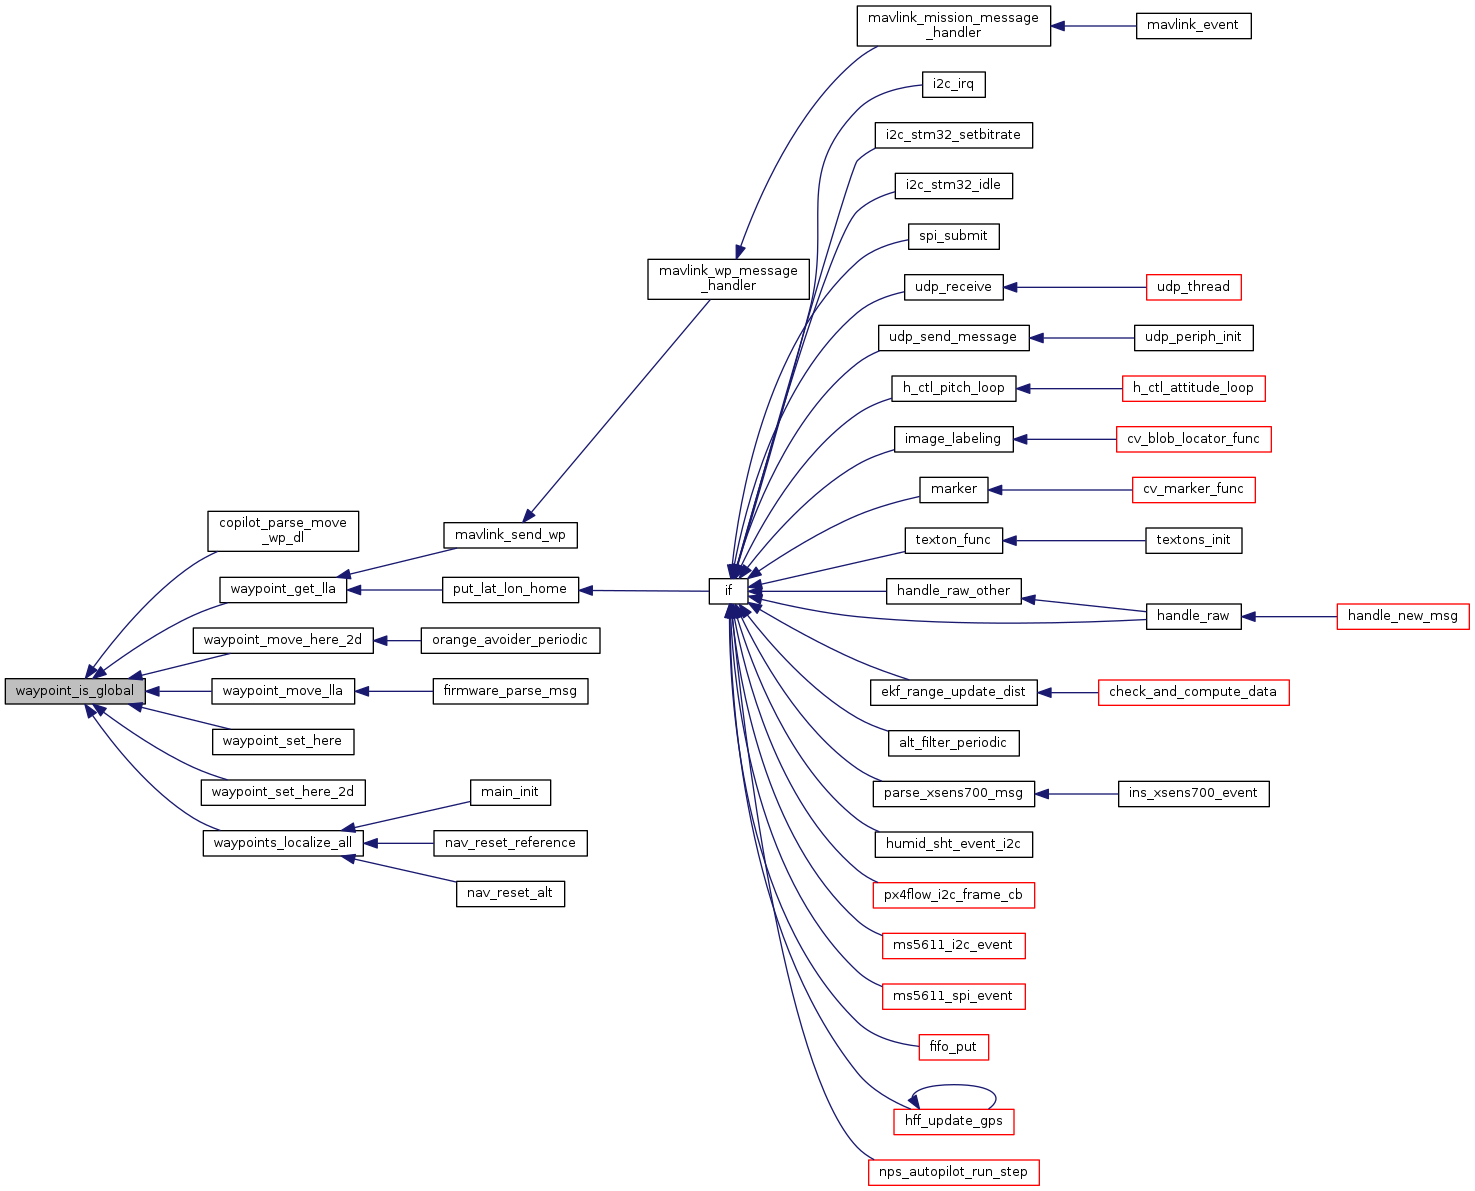 mavlink_mission_message
_handler
mavlink_event
i2c_irq
i2c_stm32_setbitrate
i2c_stm32_idle
spi_submit
mavlink_wp_message
_handler
udp_receive
udp_thread
udp_send_message
udp_periph_init
h_ctl_pitch_loop
h_ctl_attitude_loop
image_labeling
cv_blob_locator_func
marker
cv_marker_func
copilot_parse_move
_wp_dl
mavlink_send_wp
texton_func
textons_init
waypoint_get_lla
put_lat_lon_home
if
handle_raw_other
handle_raw
handle_new_msg
waypoint_move_here_2d
orange_avoider_periodic
waypoint_is_global
waypoint_move_lla
firmware_parse_msg
ekf_range_update_dist
check_and_compute_data
waypoint_set_here
alt_filter_periodic
waypoint_set_here_2d
main_init
parse_xsens700_msg
ins_xsens700_event
waypoints_localize_all
nav_reset_reference
humid_sht_event_i2c
nav_reset_alt
px4flow_i2c_frame_cb
ms5611_i2c_event
ms5611_spi_event
fifo_put
hff_update_gps
nps_autopilot_run_step